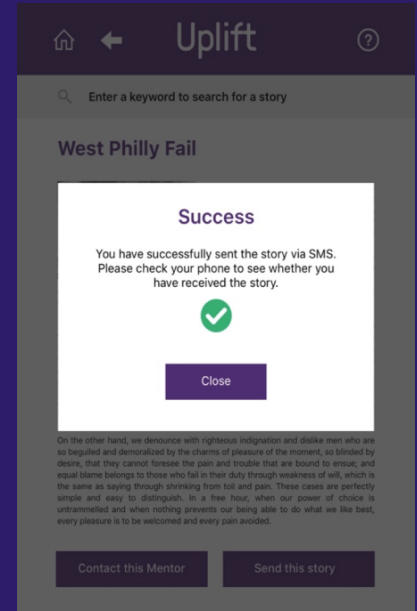 Uplift
?
Enter a keyword to search for a story
West Philly Fail
Success
You have successfully sent the story via SMS.
Please check your phone to see whether you
have received the story.
Close
On the other hand, we denounce with righteous indignation and dislike men who are
so beguiled and demoralized by the charms of pleasure of the moment, so blinded by
desire, that they cannot foresee the pain and trouble that are bound to ensue; and
equal blame belongs to those who fail in their duty through weakness of will, which is
the same as saying through shrinking from toil and pain. These cases are perfectly
simple and easy to distinguish. In a free hour, when our power of choice is
untrammelled and when nothing prevents our being able to do what we like best,
every pleasure is to be welcomed and every pain avoided.
Contact this Mentor
Send this story